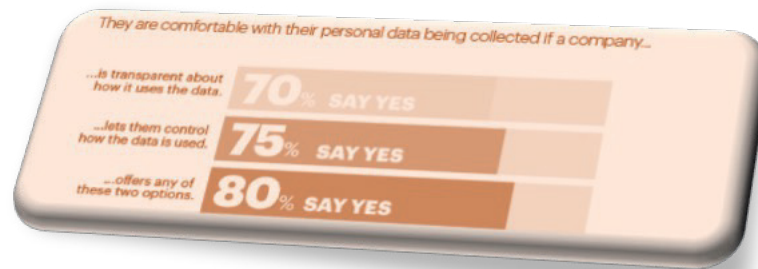 They are comfortable with their personal data being collected if a company...
...is transparent about
how it uses the data.
70% SAY YES
...lets them control
how the data is used.
75% SAY YES
...offers any of
these two options.
80% SAY YES